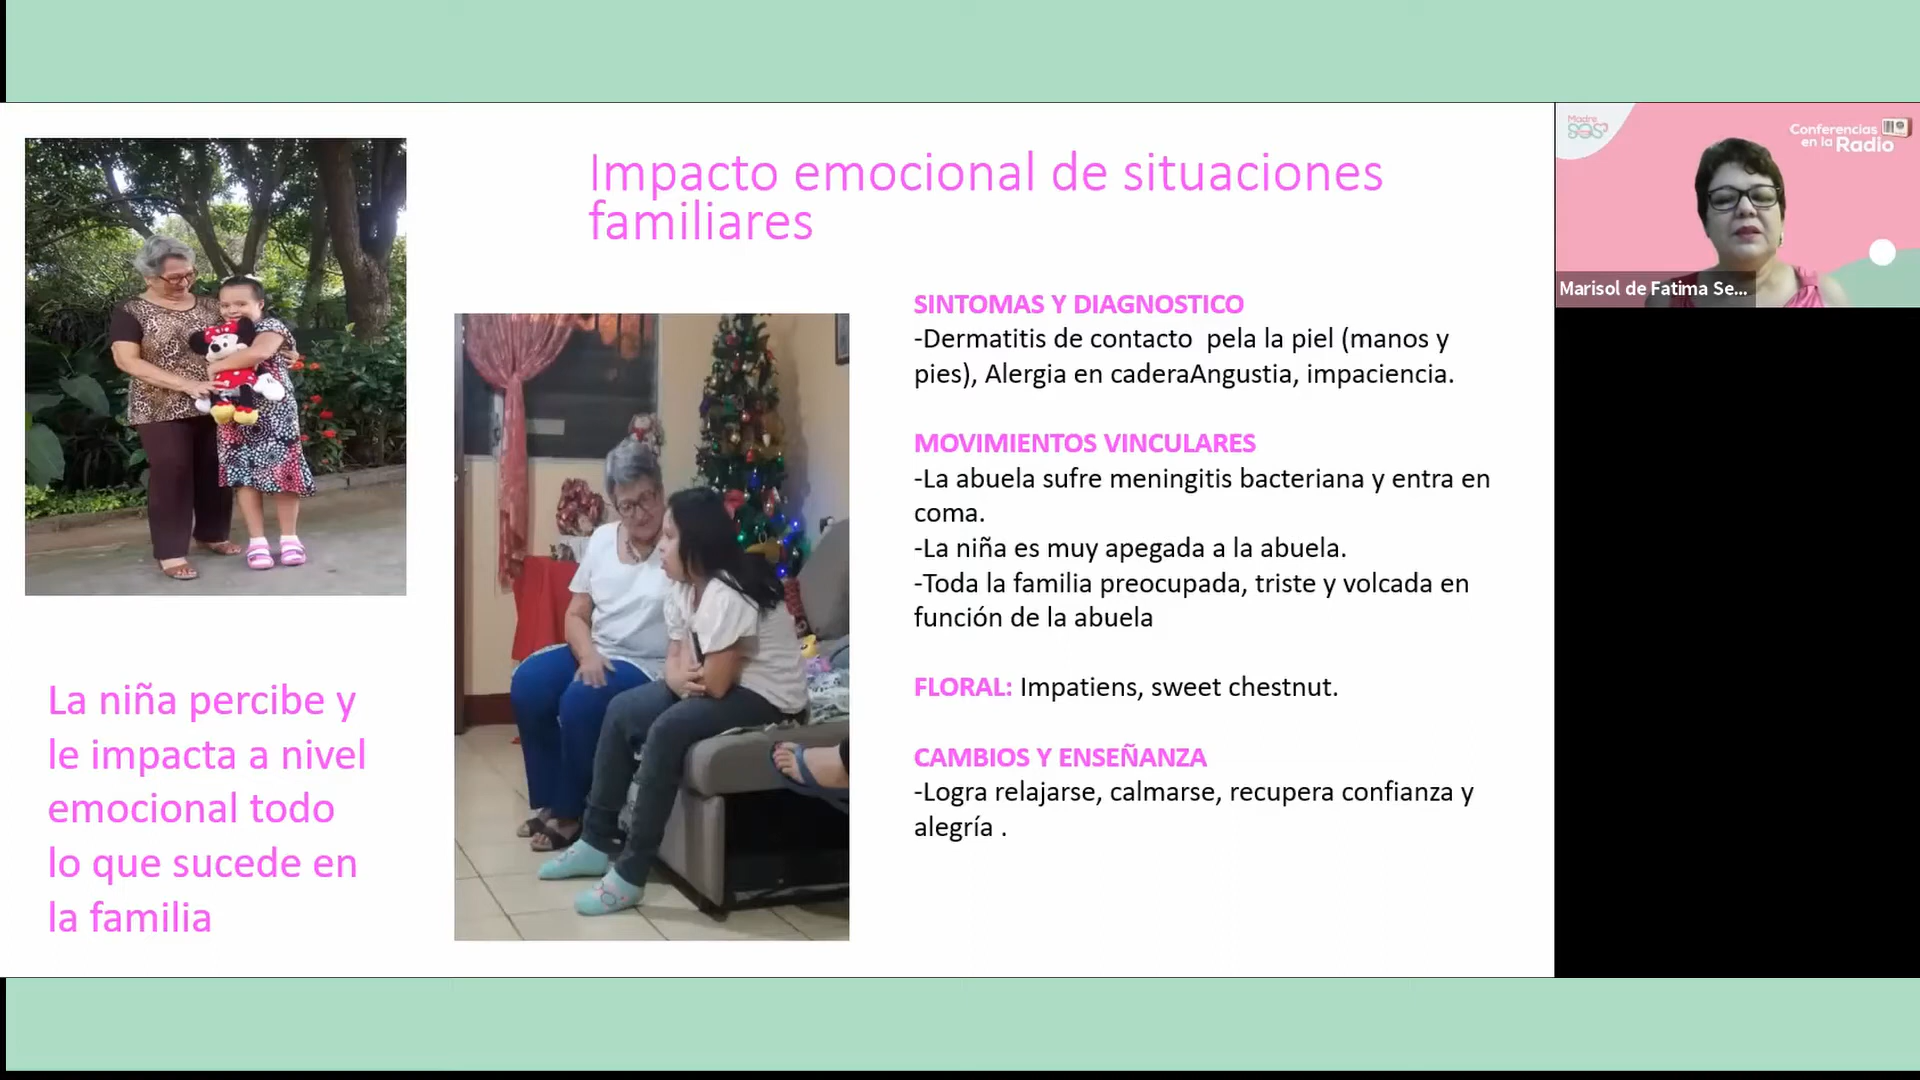 Impacto emocional de situaciones
familiares
SINTOMAS Y DIAGNOSTICO
-Dermatitis de contacto  pela la piel (manos y
pies), Alergia en caderaAngustia, impaciencia.
MOVIMIENTOS VINCULARES
-La abuela sufre meningitis bacteriana y entra en
coma.
-La niña es muy apegada a la abuela.
-Toda la familia preocupada, triste y volcada en
función de la abuela
FLORAL: Impatiens, sweet chestnut.
CAMBIOS Y ENSEÑANZA
-Logra relajarse, calmarse, recupera confianza y
alegría .
La niña percibe y
le impacta a nivel
emocional todo
lo que sucede en
la familia
Madre
SOS
Conferencias
en la Radio
Marisol de Fatima Se...